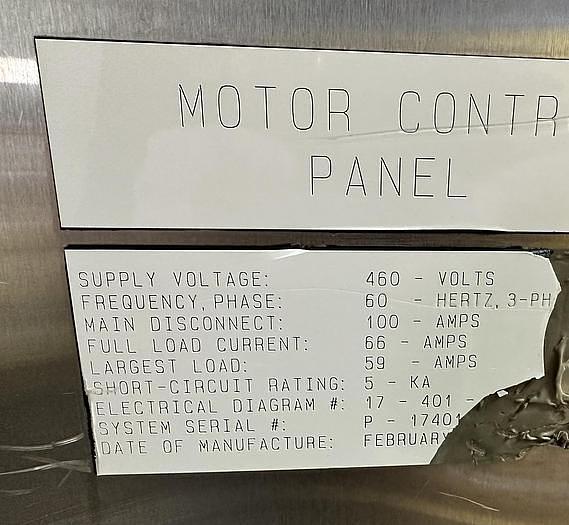 MOTOR CONTR
PANEL
SUPPLY VOLTAGE: 460 - VOLTS
FREQUENCY, PHASE: 60 - HERTZ, 3-PH
MAIN DISCONNECT: 100 - AMPS
FULL LOAD CURRENT: 66 - AMPS
LARGEST LOAD: 59 - AMPS
SHORT-CIRCUIT RATING: 5 - KA
ELECTRICAL DIAGRAM #: 17 - 401 -
SYSTEM SERIAL #: P - 17401
DATE OF MANUFACTURE: FEBRUARY